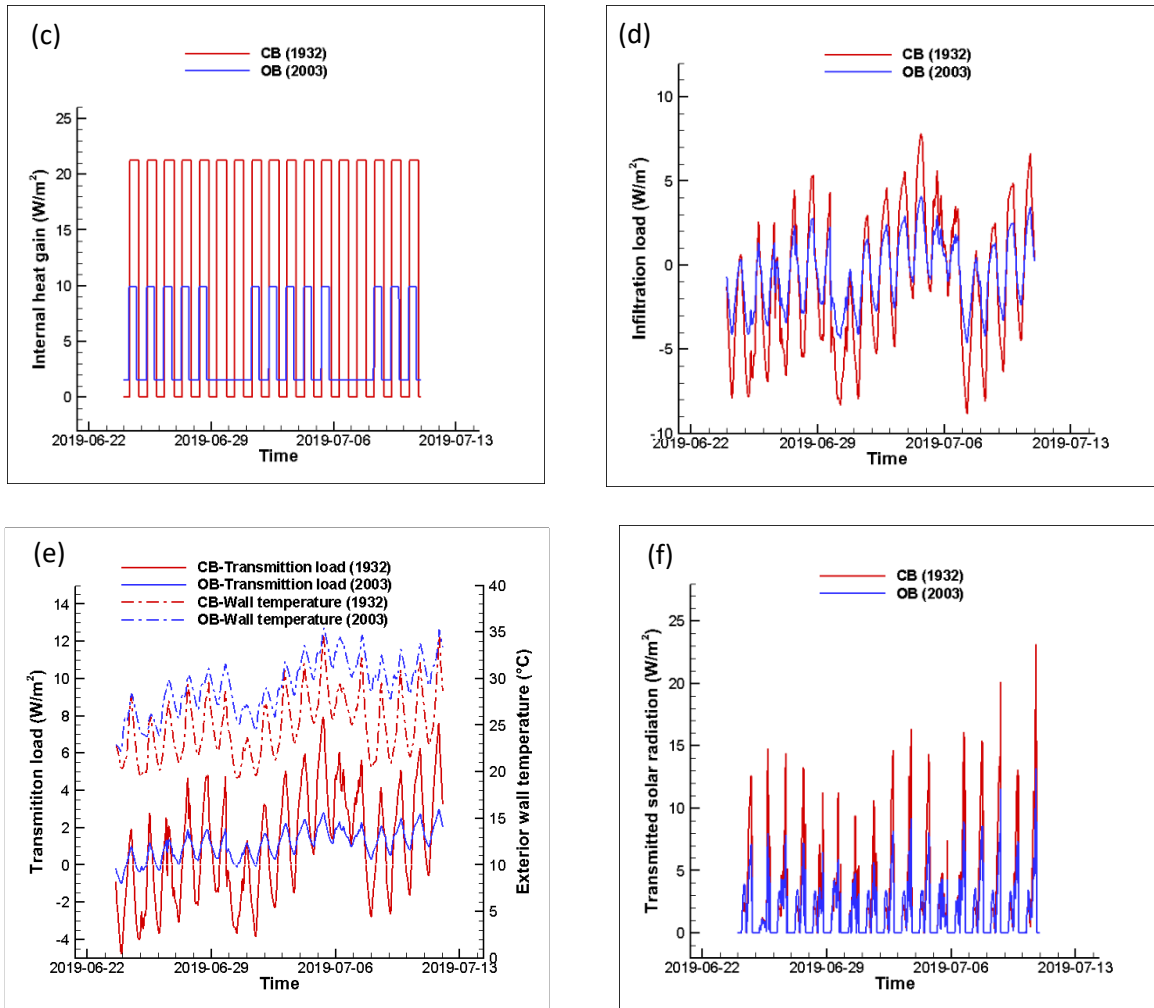 (c)
CB (1932)
OB (2003)
Internal heat gain (W/m²)
25
20
15
10
5
0
2019-06-22 2019-06-29 2019-07-06 2019-07-13
Time
(d)
CB (1932)
OB (2003)
Infiltration load (W/m²)
10
5
0
-5
-10
2019-06-22 2019-06-29 2019-07-06 2019-07-13
Time
(e)
CB-Transmittion load (1932)
OB-Transmittion load (2003)
CB-Wall temperature (1932)
OB-Wall temperature (2003)
Transmititon load (W/m²)
14
12
10
8
6
4
2
0
-2
-4
40
35
30
25
20
15
10
5
0
Exterior wall temperature (°C)
2019-06-22 2019-06-29 2019-07-06 2019-07-13
Time
(f)
CB (1932)
OB (2003)
Transmitted solar radiation (W/m²)
25
20
15
10
5
0
2019-06-22 2019-06-29 2019-07-06 2019-07-13
Time